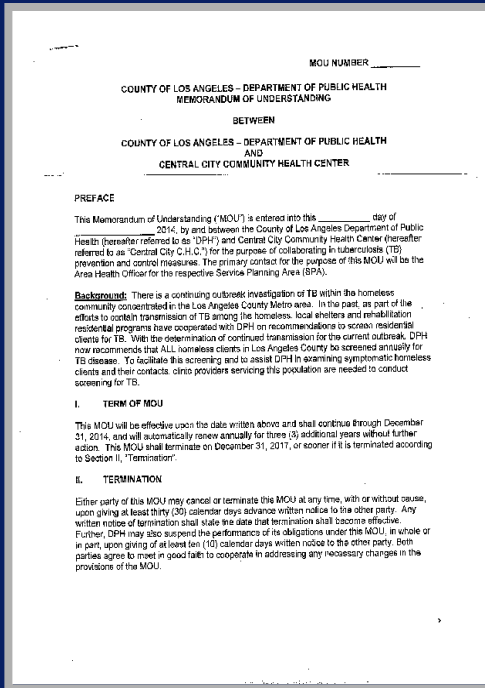 MOU NUMBER __________
COUNTY OF LOS ANGELES – DEPARTMENT OF PUBLIC HEALTH
MEMORANDUM OF UNDERSTANDING
BETWEEN
COUNTY OF LOS ANGELES – DEPARTMENT OF PUBLIC HEALTH
AND
CENTRAL CITY COMMUNITY HEALTH CENTER
PREFACE
This Memorandum of Understanding ("MOU") is entered into this __________ day of
________________ 2014, by and between the County of Los Angeles Department of Public
Health (hereafter referred to as "DPH") and Central City Community Health Center (hereafter
referred to as "Central City C.H.C.") for the purpose of collaborating in tuberculosis (TB)
prevention and control measures. The primary contact for the purpose of this MOU will be the
Area Health Officer for the respective Service Planning Area (SPA).
Background: There is a continuing outbreak investigation of TB within the homeless
community concentrated in the Los Angeles County Metro area. In the past, as part of the
efforts to contain transmission of TB among the homeless, local shelters and rehabilitation
residential programs have cooperated with DPH on recommendations to screen residential
clients for TB. With the determination of continued transmission for the current outbreak, DPH
now recommends that ALL homeless clients in Los Angeles County be screened annually for
TB disease. To facilitate this screening and to assist DPH in examining symptomatic homeless
clients and their contacts, clinic providers servicing this population are needed to conduct
screening for TB.
I. TERM OF MOU
This MOU will be effective upon the date written above and shall continue through December
31, 2014, and will automatically renew annually for three (3) additional years without further
action. This MOU shall terminate on December 31, 2017, or sooner if it is terminated according
to Section II, "Termination".
II. TERMINATION
Either party of this MOU may cancel or terminate this MOU at any time, with or without cause,
upon giving at least thirty (30) calendar days advance written notice to the other party. Any
written notice of termination shall state the date that termination shall become effective.
Further, DPH may also suspend the performance of its obligations under this MOU, in whole or
in part, upon giving of at least ten (10) calendar days written notice to the other party. Both
parties agree to meet in good faith to cooperate in addressing any necessary changes in the
provisions of the MOU.